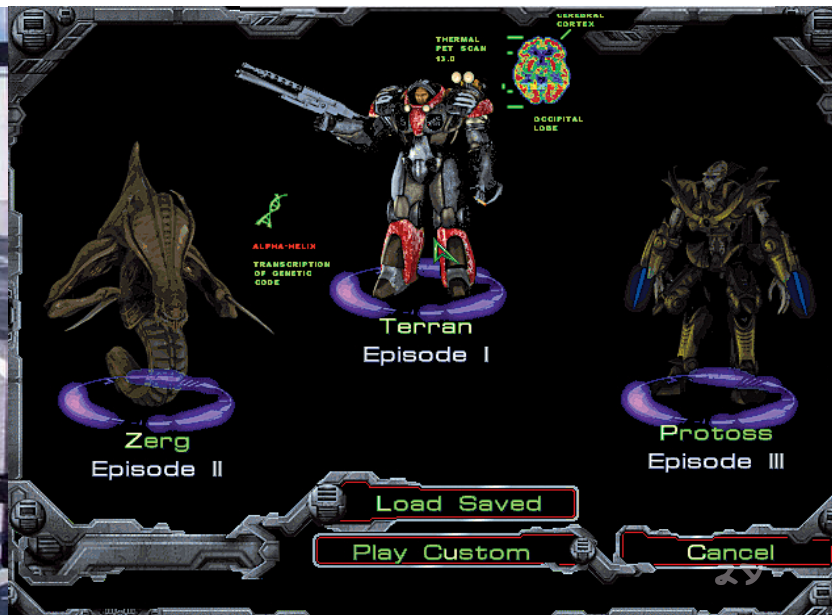 CEREBRAL
CORTEX
THERMAL
PET SCAN
13.0
OCCIPITAL
LOBE
ALPHA-HELIX
TRANSCRIPTION
OF GENETIC
CODE
Terran
Episode I
Zerg
Episode II
Protoss
Episode III
Load Saved
Play Custom
Cancel